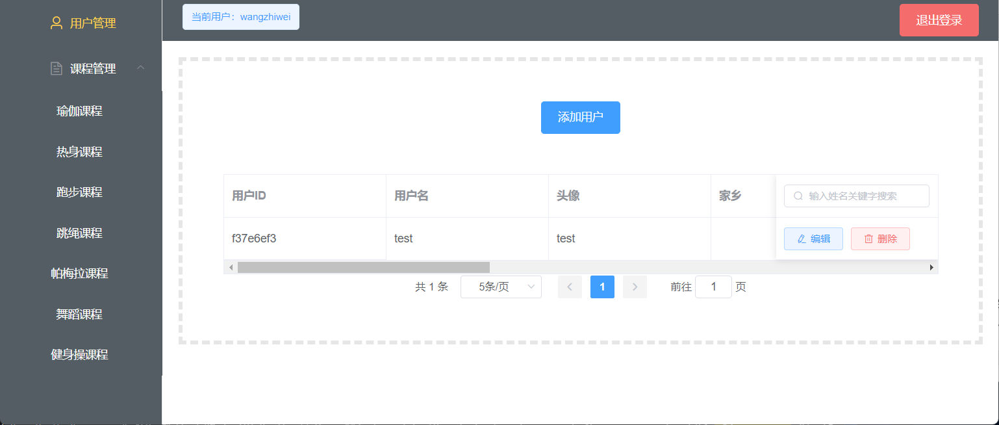 用户管理
课程管理
瑜伽课程
热身课程
跑步课程
跳绳课程
帕梅拉课程
舞蹈课程
健身操课程
当前用户：wangzhiwei
退出登录
添加用户
用户ID 用户名 头像 家乡 输入姓名关键字搜索
f37e6ef3 test test 编辑 删除
共 1 条 5条/页 1 前往 1 页